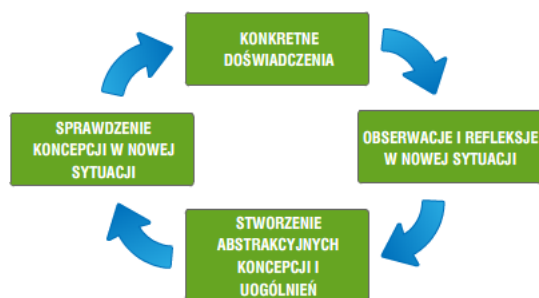 KONKRETNE
DOŚWIADCZENIA
OBSERWACJE I REFLEKSJE
W NOWEJ SYTUACJI
STWORZENIE
ABSTRAKCYJNYCH
KONCEPCJI I
UOGÓLNIEŃ
SPRAWDZENIE
KONCEPCJI W NOWEJ
SYTUACJI